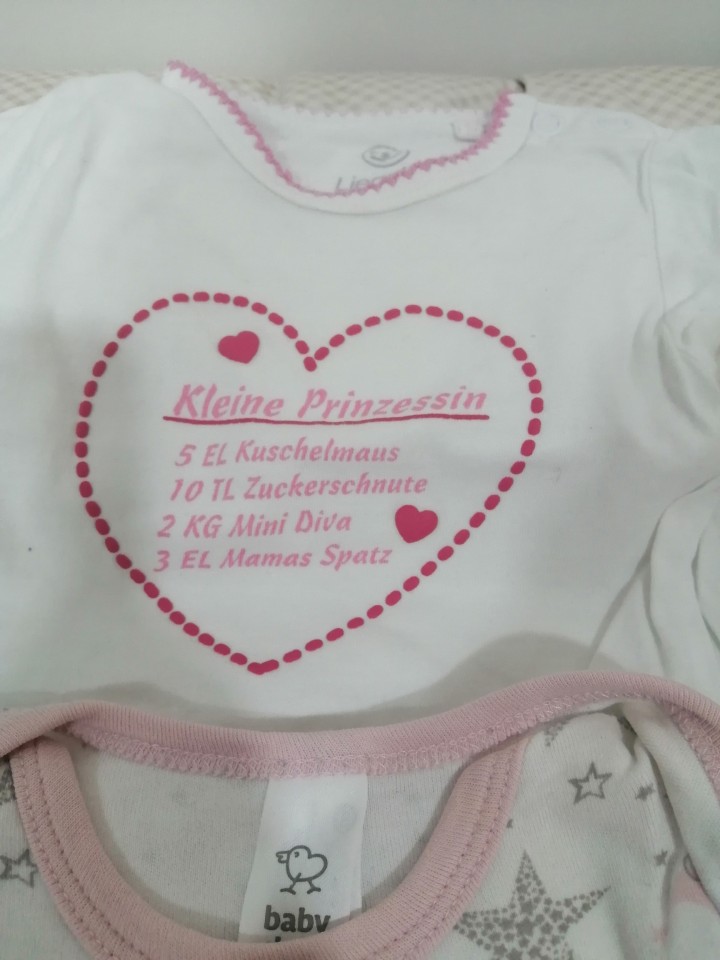 Kleine Prinzessin
5 EL Kuschelmaus
10 TL Zuckerschnute
2 KG Mini Diva
3 EL Mamas Spatz
baby